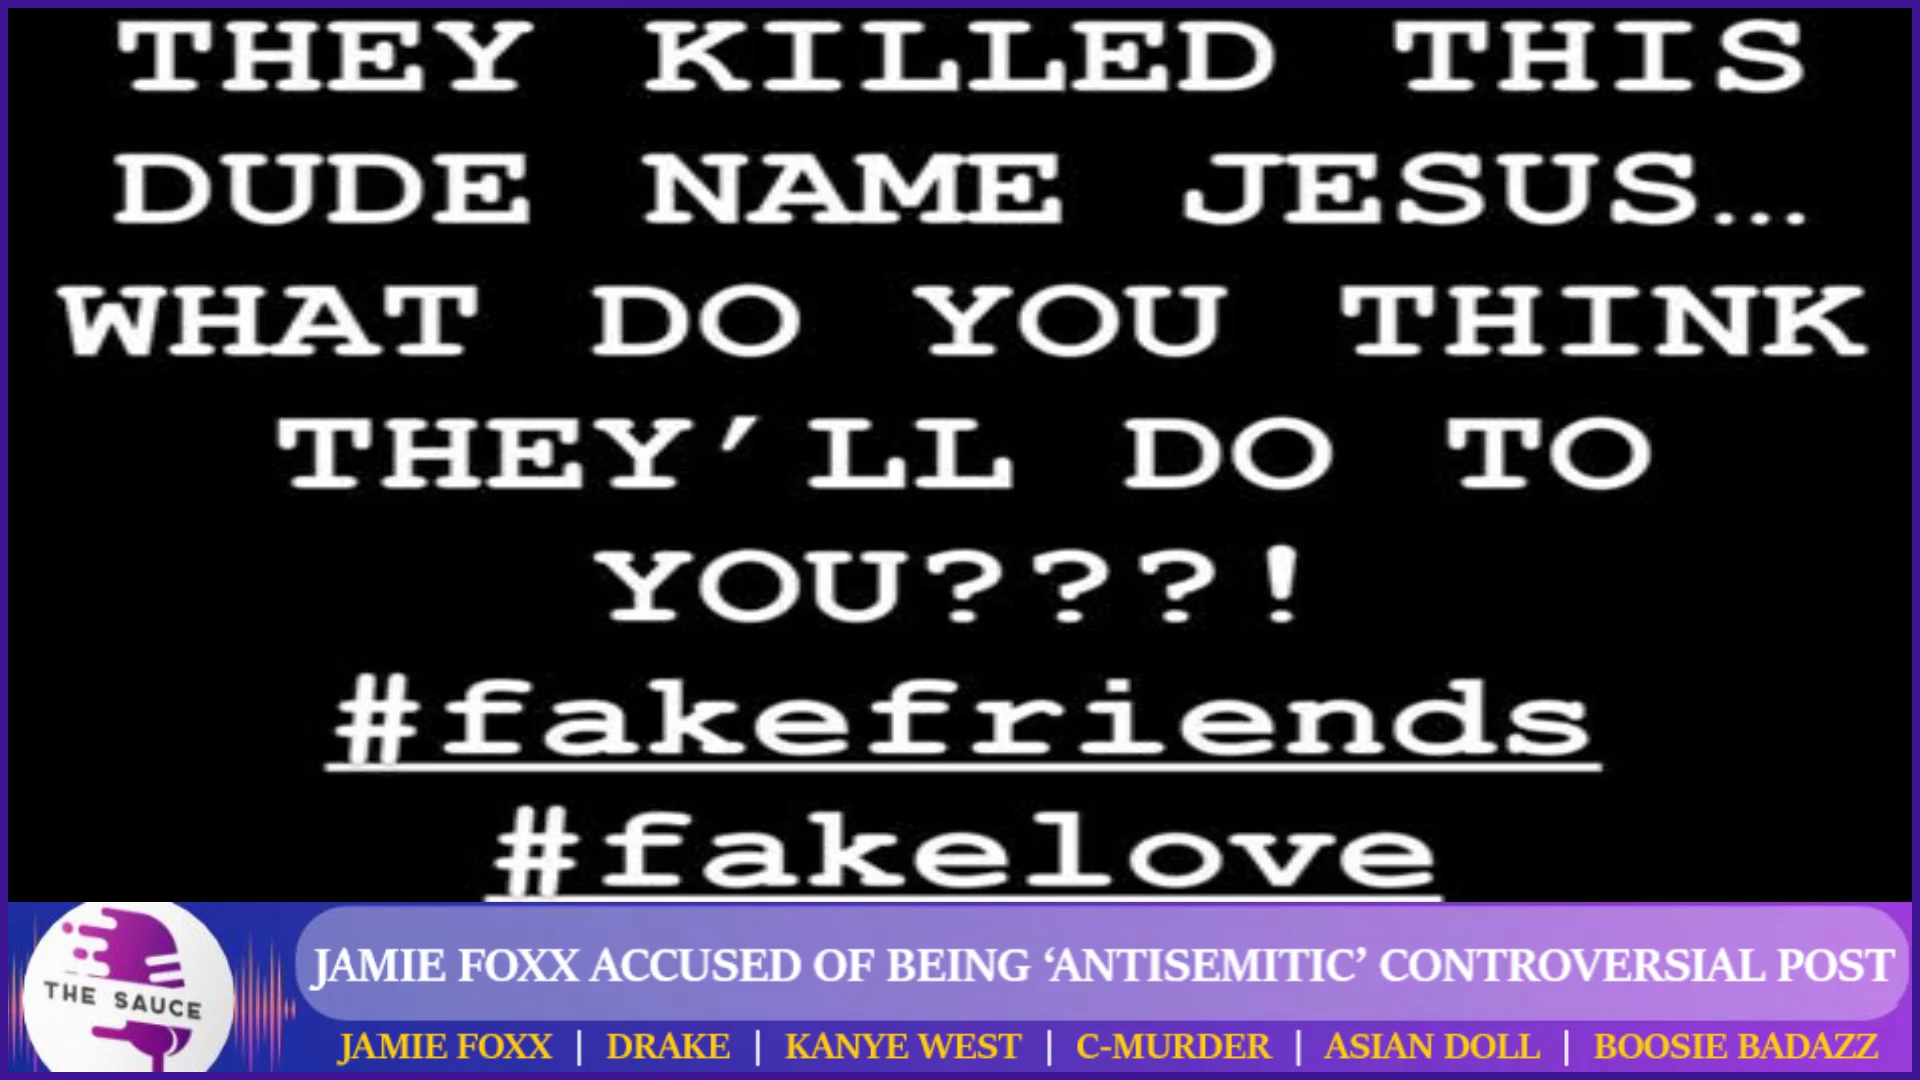 THEY KILLED THIS
DUDE NAME JESUS...
WHAT DO YOU THINK
THEY'LL DO TO
YOU???!
#fakefriends
#fakelove
THE SAUCE
JAMIE FOXX ACCUSED OF BEING ‘ANTISEMITIC’ CONTROVERSIAL POST
JAMIE FOXX | DRAKE | KANYE WEST | C-MURDER | ASIAN DOLL | BOOSIE BADAZZ